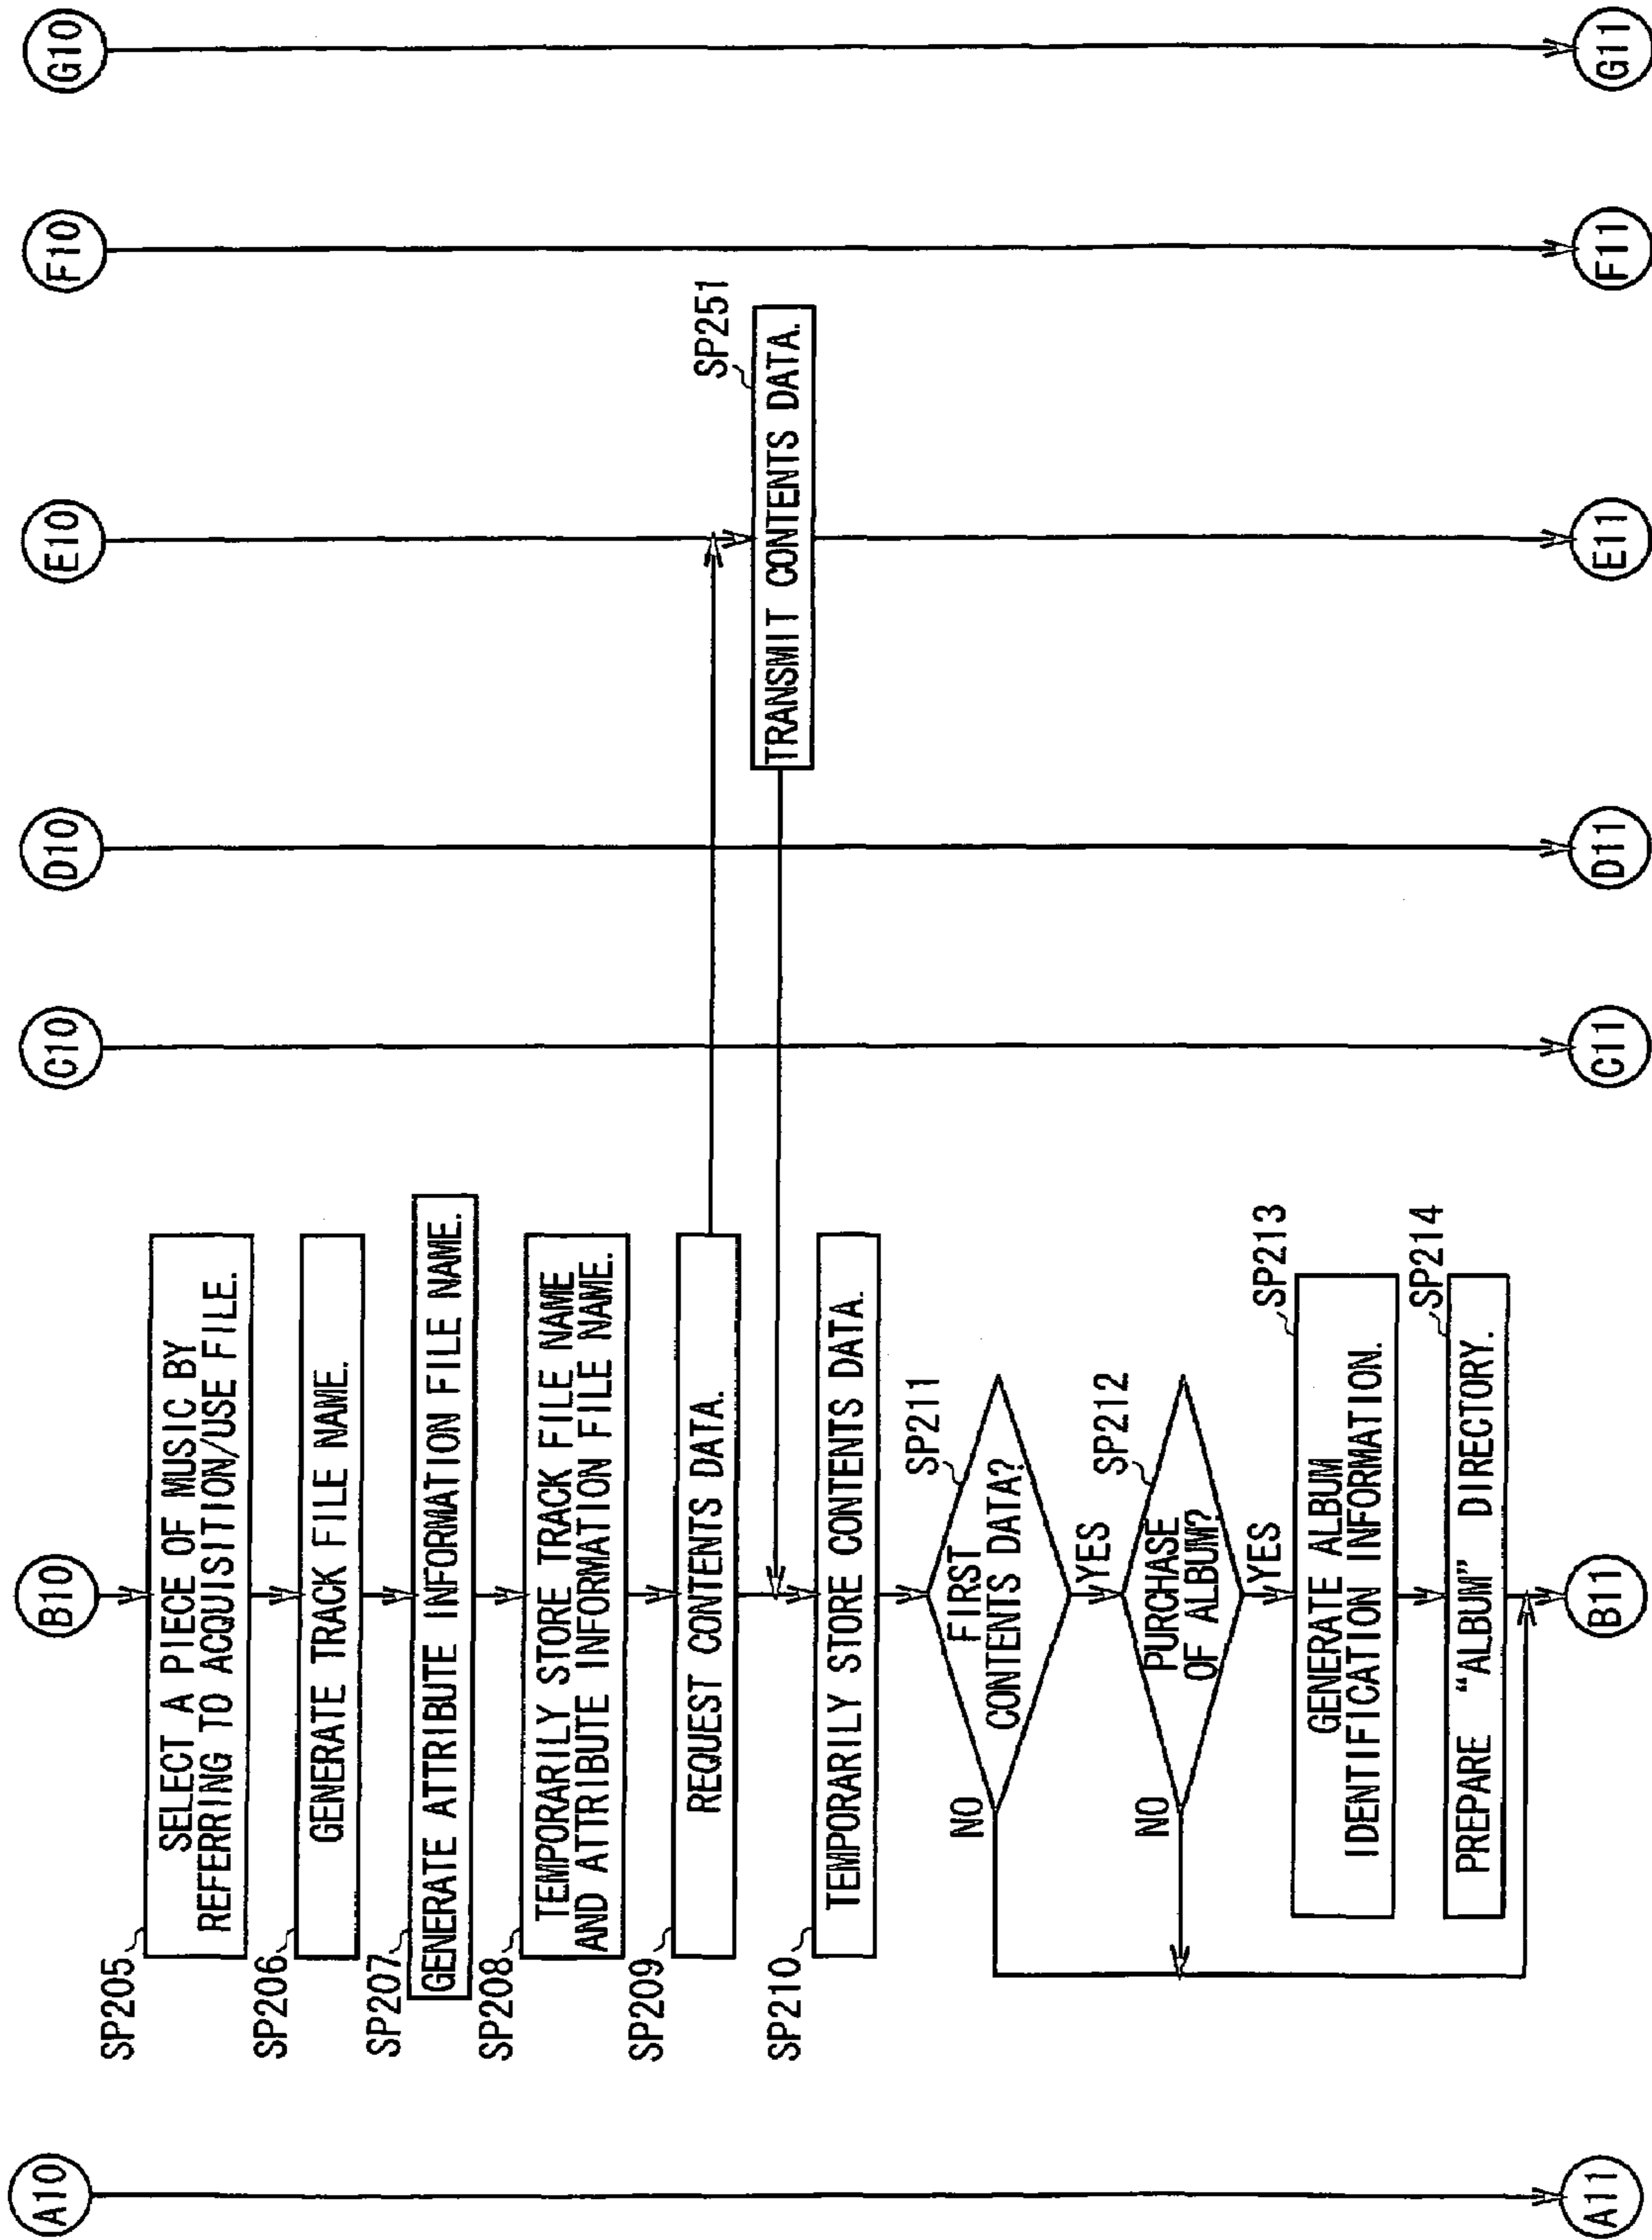 A10
B10
C10
D10
E10
F10
G10
SP205
SELECT A PIECE OF MUSIC BY
REFERRING TO ACQUISITION/USE FILE.
SP206
GENERATE TRACK FILE NAME.
SP207
GENERATE ATTRIBUTE INFORMATION FILE NAME.
SP208
TEMPORARILY STORE TRACK FILE NAME
AND ATTRIBUTE INFORMATION FILE NAME.
SP209
REQUEST CONTENTS DATA.
SP251
TRANSMIT CONTENTS DATA.
SP210
TEMPORARILY STORE CONTENTS DATA.
SP211
FIRST
CONTENTS DATA?
NO
YES
SP212
PURCHASE
OF ALBUM?
NO
YES
SP213
GENERATE ALBUM
IDENTIFICATION INFORMATION.
SP214
PREPARE "ALBUM" DIRECTORY.
A11
B11
C11
D11
E11
F11
G11